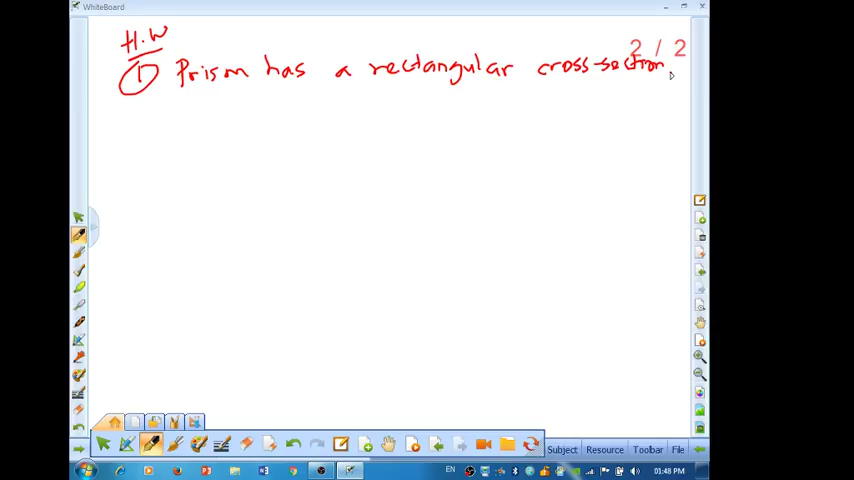 WhiteBoard
H.W
2 / 2
① Prism has a rectangular cross-section.
Subject Resource Toolbar File
EN 01:48 PM